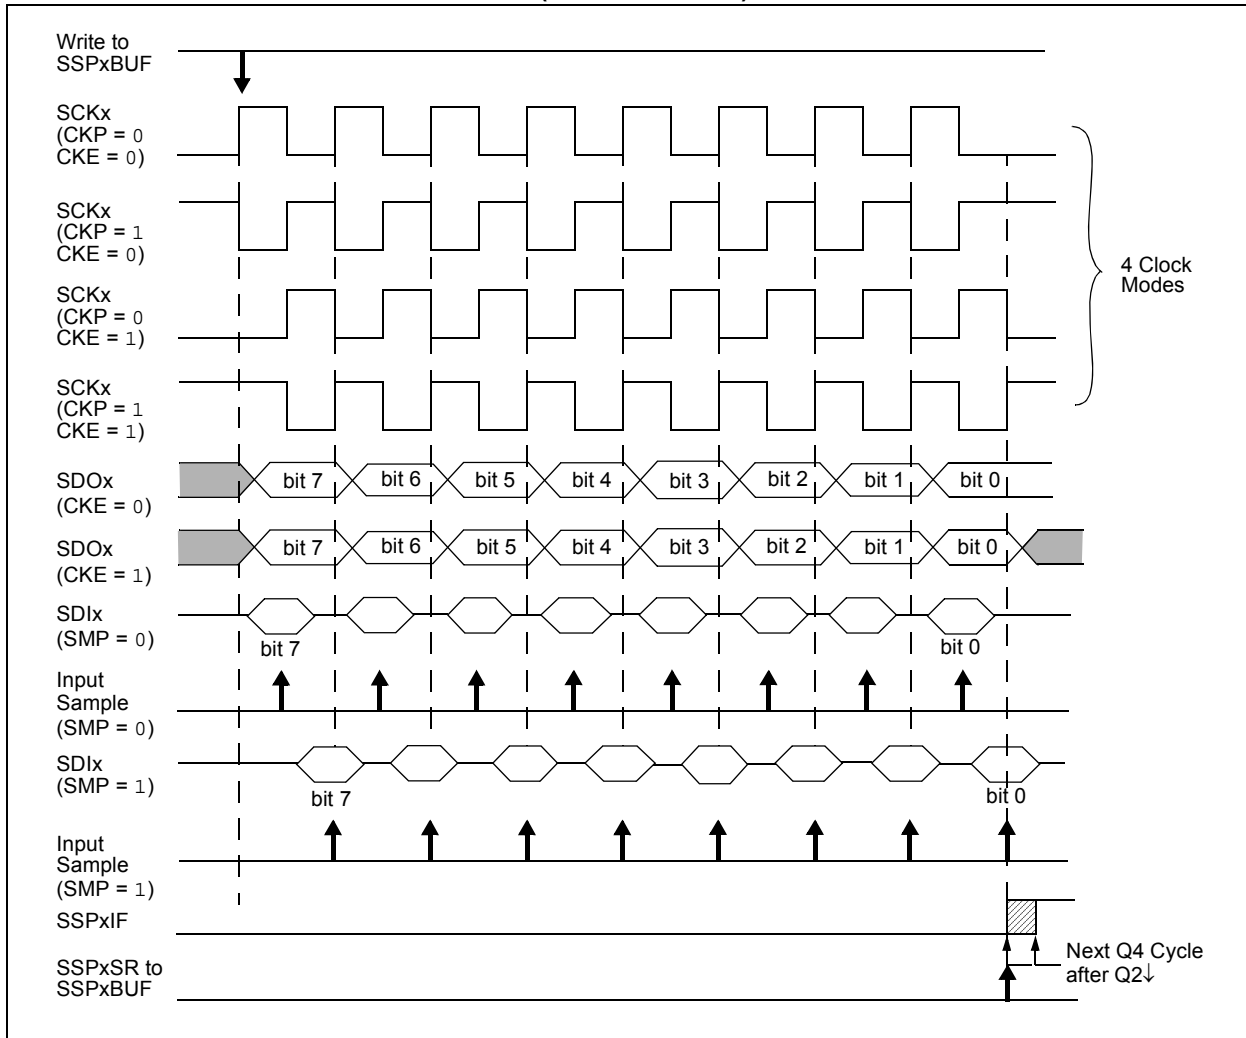 Write to
SSPxBUF
SCKx
(CKP = 0
CKE = 0)
SCKx
(CKP = 1
CKE = 0)
SCKx
(CKP = 0
CKE = 1)
SCKx
(CKP = 1
CKE = 1)
4 Clock
Modes
SDOx
(CKE = 0)
bit 7 bit 6 bit 5 bit 4 bit 3 bit 2 bit 1 bit 0
SDOx
(CKE = 1)
bit 7 bit 6 bit 5 bit 4 bit 3 bit 2 bit 1 bit 0
SDIx
(SMP = 0)
bit 7 bit 0
Input
Sample
(SMP = 0)
SDIx
(SMP = 1)
bit 7 bit 0
Input
Sample
(SMP = 1)
SSPxIF
SSPxSR to
SSPxBUF
Next Q4 Cycle
after Q2↓